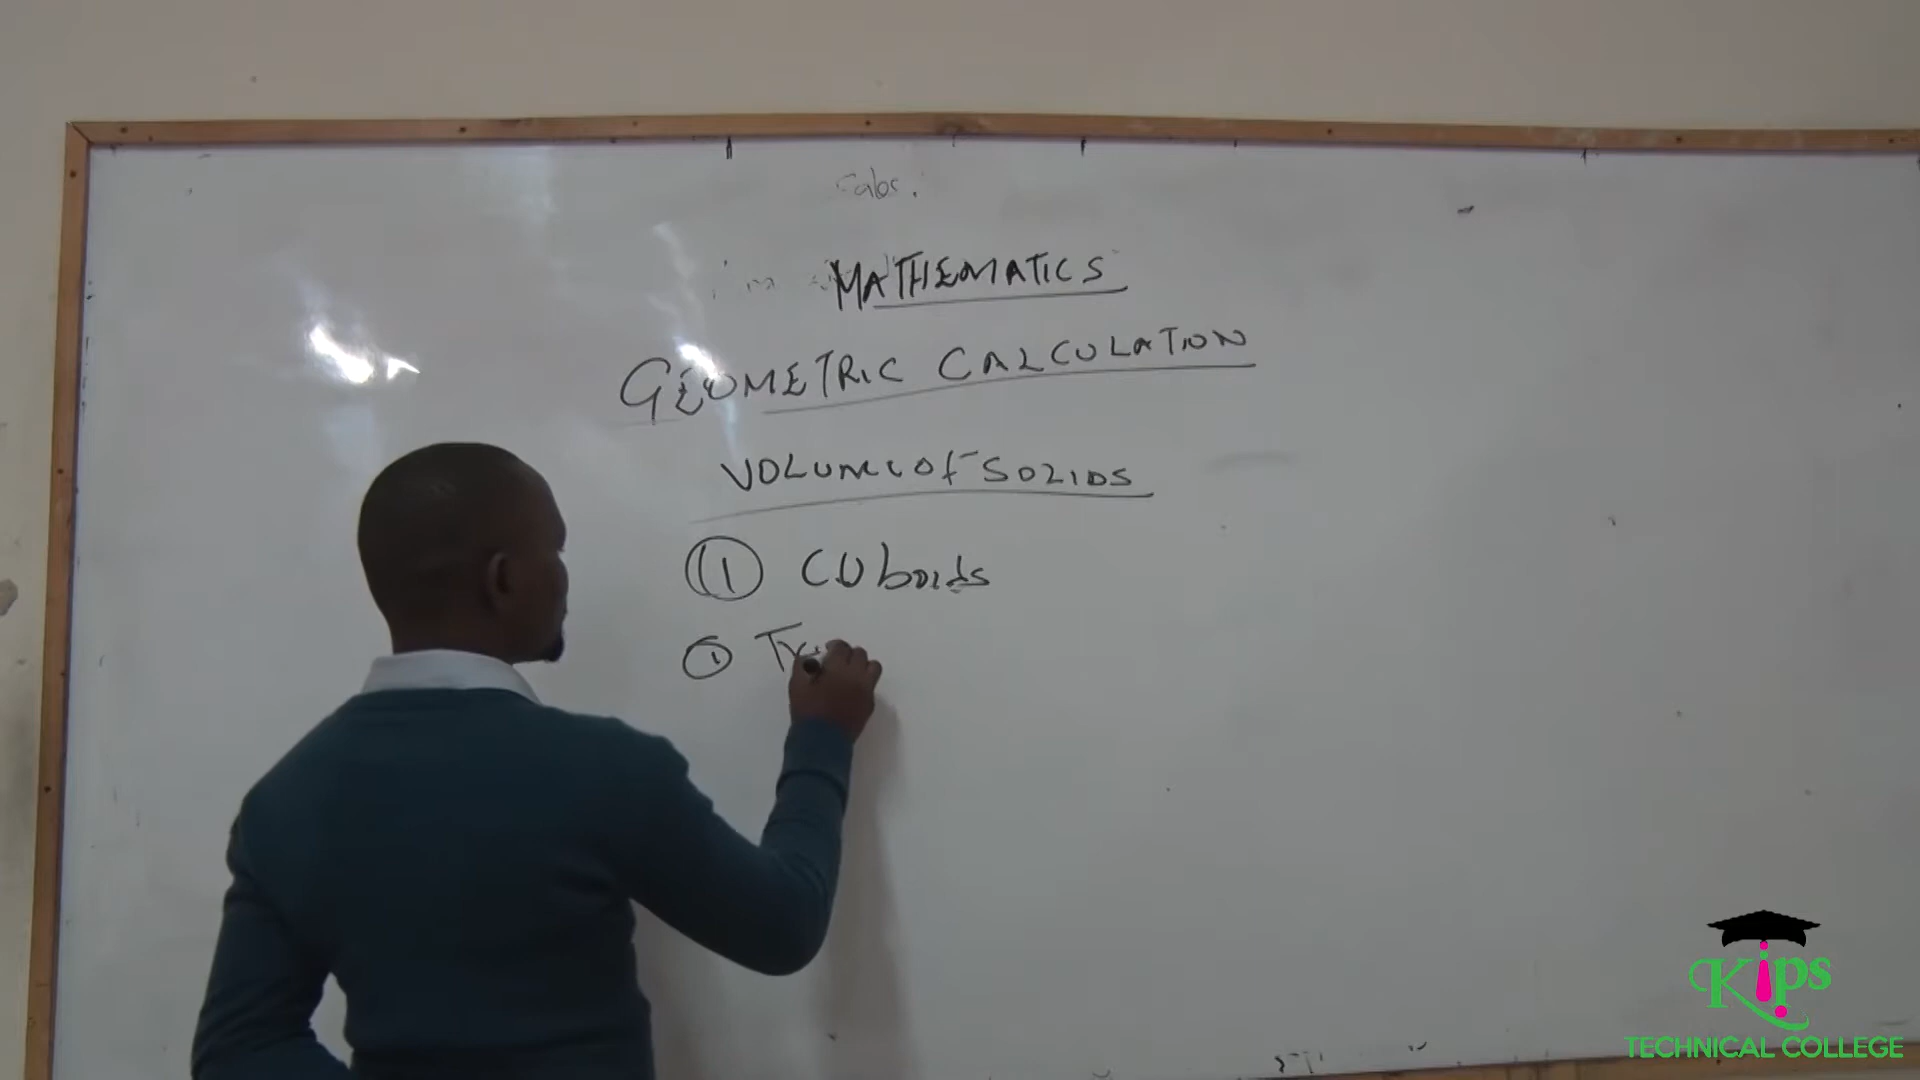 MATHEMATICS
GEOMETRIC CALCULATION
VOLUME OF SOLIDS
1 CUboids
Kips
TECHNICAL COLLEGE